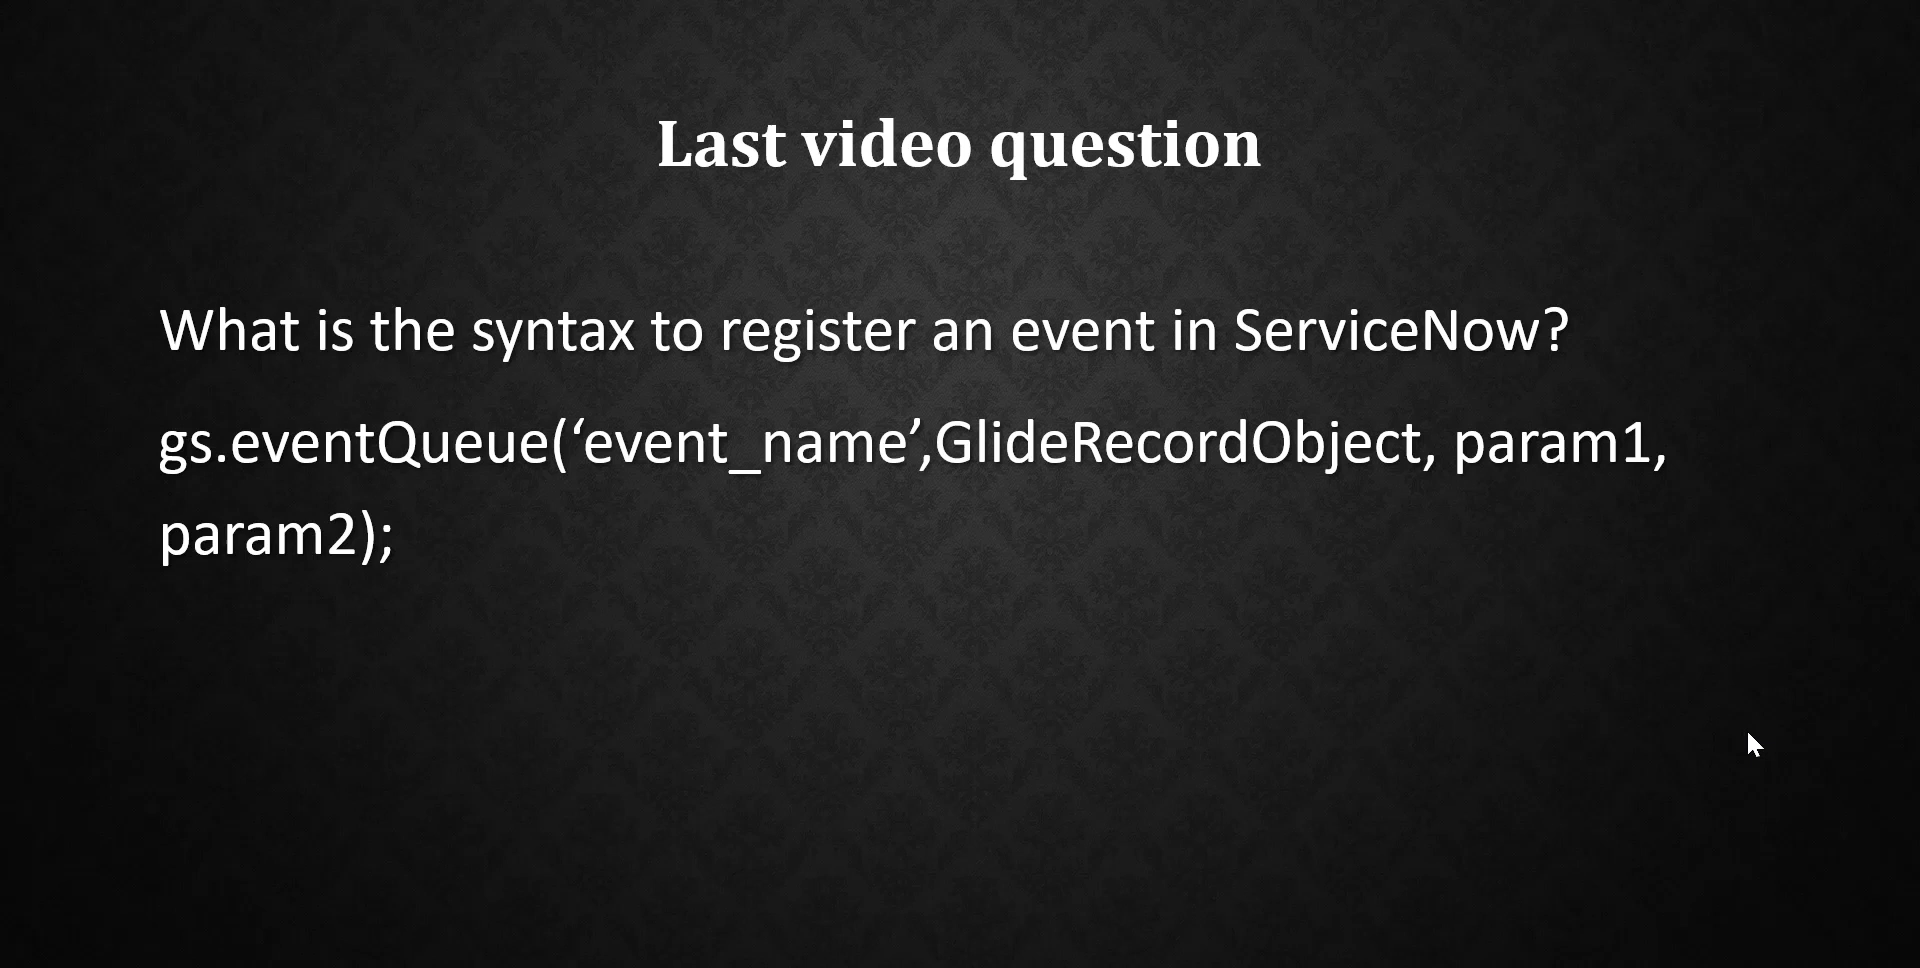 Last video question
What is the syntax to register an event in ServiceNow?
gs.eventQueue(‘event_name’,GlideRecordObject, param1,
param2);